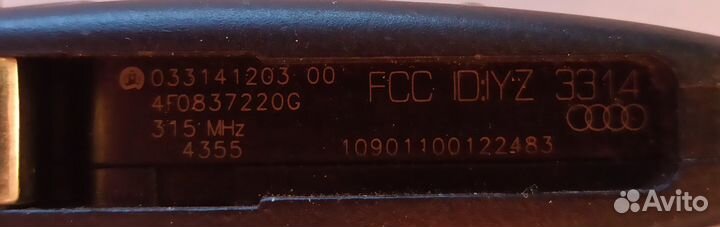 033141203 00
4F0837220G
315 MHz
4355
FCC ID:IYZ 3314
10901100122483
Avito